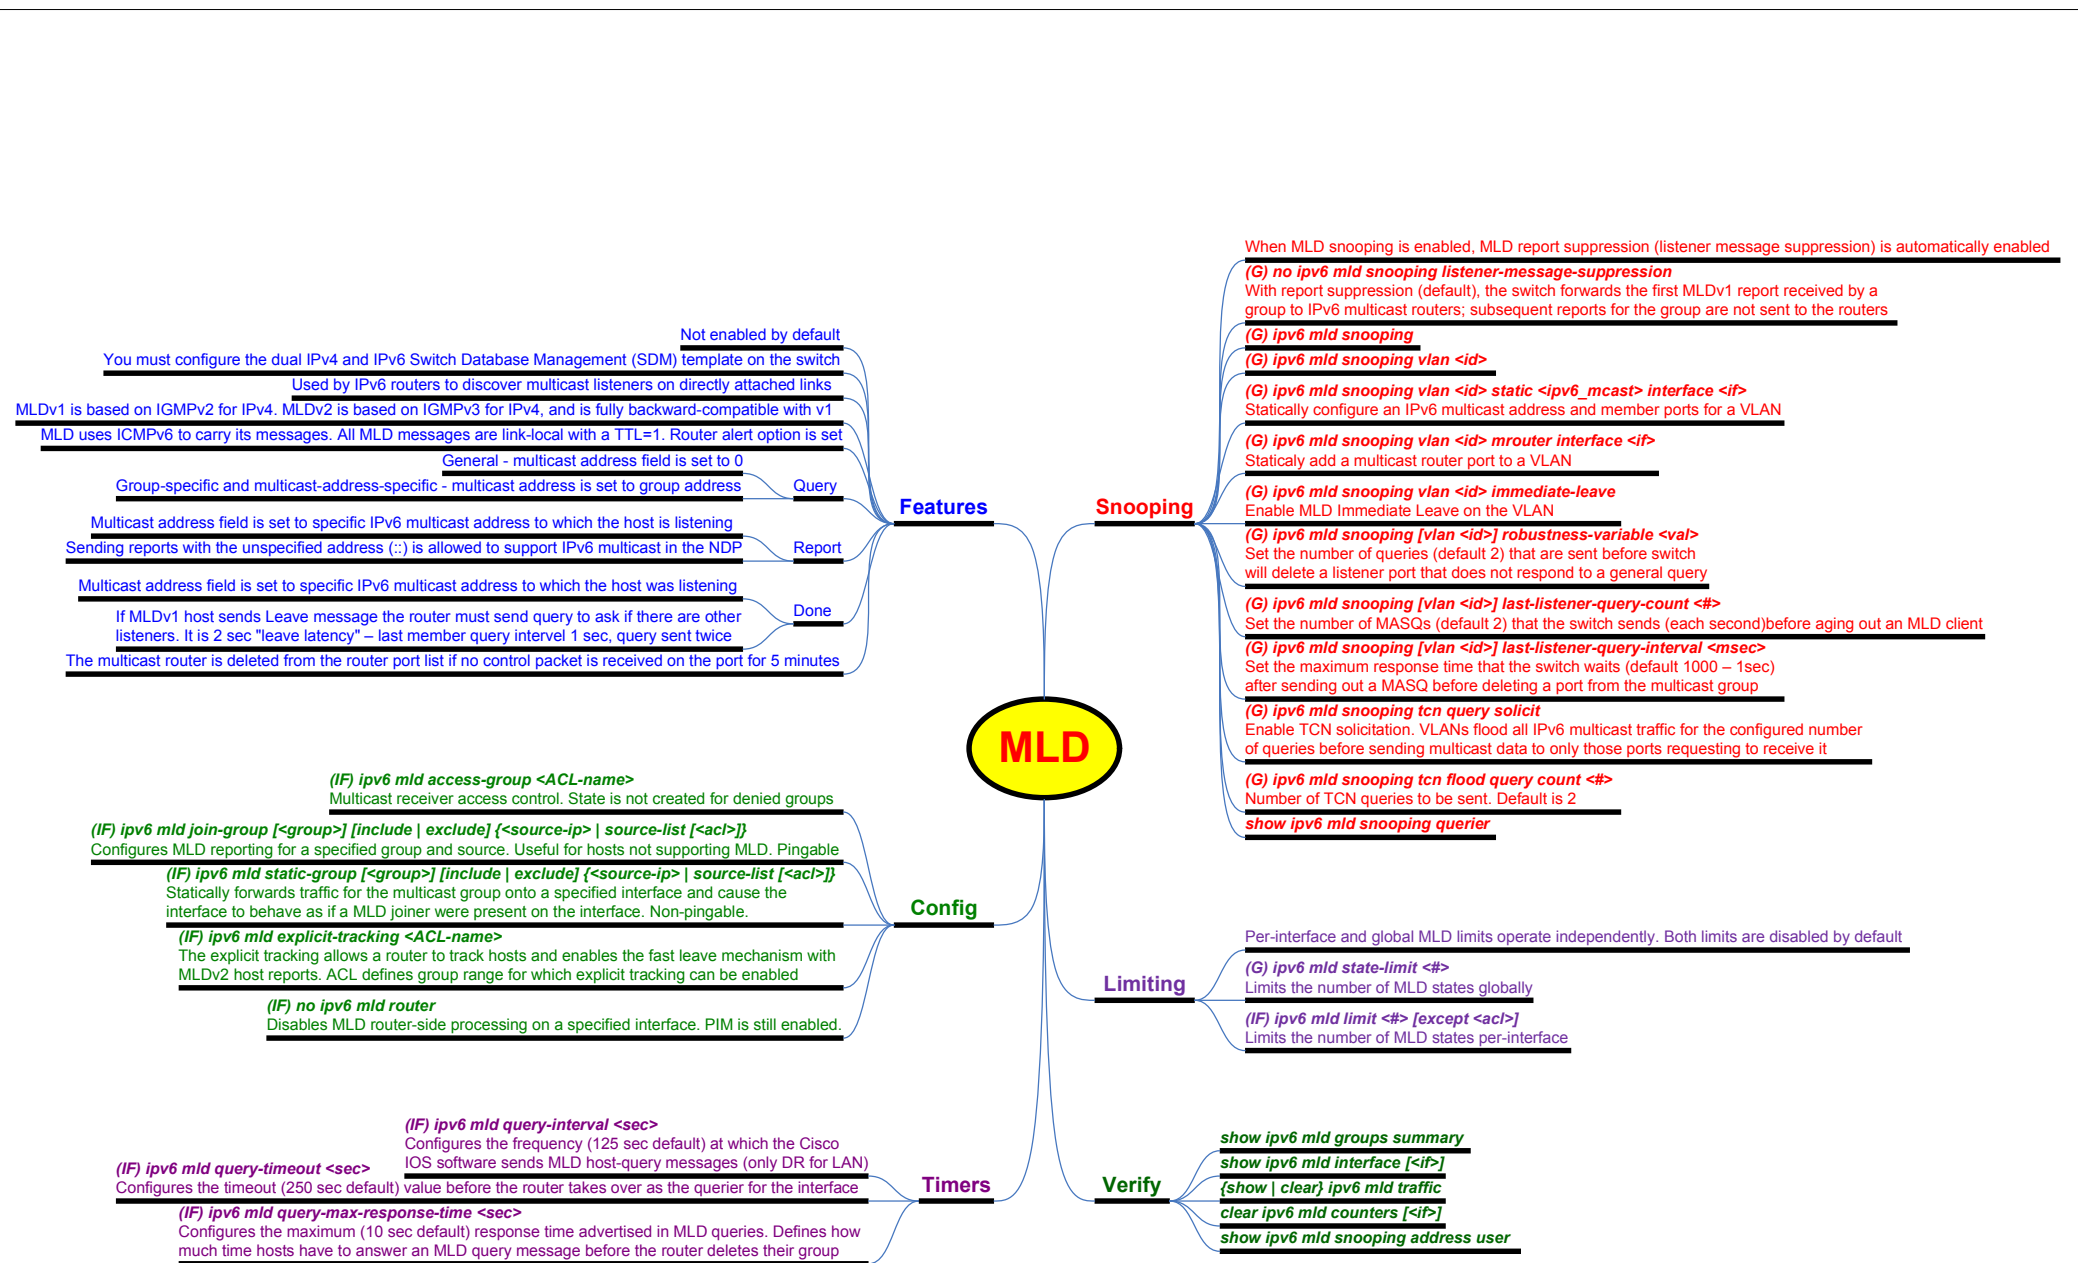 Not enabled by default
You must configure the dual IPv4 and IPv6 Switch Database Management (SDM) template on the switch
Used by IPv6 routers to discover multicast listeners on directly attached links
MLDv1 is based on IGMPv2 for IPv4. MLDv2 is based on IGMPv3 for IPv4, and is fully backward-compatible with v1
MLD uses ICMPv6 to carry its messages. All MLD messages are link-local with a TTL=1. Router alert option is set
General - multicast address field is set to 0
Group-specific and multicast-address-specific - multicast address is set to group address
Query
Multicast address field is set to specific IPv6 multicast address to which the host is listening
Sending reports with the unspecified address (::) is allowed to support IPv6 multicast in the NDP
Report
Multicast address field is set to specific IPv6 multicast address to which the host was listening
If MLDv1 host sends Leave message the router must send query to ask if there are other
listeners. It is 2 sec "leave latency" – last member query intervel 1 sec, query sent twice
Done
The multicast router is deleted from the router port list if no control packet is received on the port for 5 minutes
Features
MLD
(IF) ipv6 mld access-group <ACL-name>
Multicast receiver access control. State is not created for denied groups
(IF) ipv6 mld join-group [<group>] [include | exclude] {<source-ip> | source-list [<acl>]}
Configures MLD reporting for a specified group and source. Useful for hosts not supporting MLD. Pingable
(IF) ipv6 mld static-group [<group>] [include | exclude] {<source-ip> | source-list [<acl>]}
Statically forwards traffic for the multicast group onto a specified interface and cause the
interface to behave as if a MLD joiner were present on the interface. Non-pingable.
(IF) ipv6 mld explicit-tracking <ACL-name>
The explicit tracking allows a router to track hosts and enables the fast leave mechanism with
MLDv2 host reports. ACL defines group range for which explicit tracking can be enabled
(IF) no ipv6 mld router
Disables MLD router-side processing on a specified interface. PIM is still enabled.
Config
(IF) ipv6 mld query-interval <sec>
Configures the frequency (125 sec default) at which the Cisco
IOS software sends MLD host-query messages (only DR for LAN)
(IF) ipv6 mld query-timeout <sec>
Configures the timeout (250 sec default) value before the router takes over as the querier for the interface
(IF) ipv6 mld query-max-response-time <sec>
Configures the maximum (10 sec default) response time advertised in MLD queries. Defines how
much time hosts have to answer an MLD query message before the router deletes their group
Timers
When MLD snooping is enabled, MLD report suppression (listener message suppression) is automatically enabled
(G) no ipv6 mld snooping listener-message-suppression
With report suppression (default), the switch forwards the first MLDv1 report received by a
group to IPv6 multicast routers; subsequent reports for the group are not sent to the routers
(G) ipv6 mld snooping
(G) ipv6 mld snooping vlan <id>
(G) ipv6 mld snooping vlan <id> static <ipv6_mcast> interface <if>
Statically configure an IPv6 multicast address and member ports for a VLAN
(G) ipv6 mld snooping vlan <id> mrouter interface <if>
Staticaly add a multicast router port to a VLAN
(G) ipv6 mld snooping vlan <id> immediate-leave
Enable MLD Immediate Leave on the VLAN
(G) ipv6 mld snooping [vlan <id>] robustness-variable <val>
Set the number of queries (default 2) that are sent before switch
will delete a listener port that does not respond to a general query
(G) ipv6 mld snooping [vlan <id>] last-listener-query-count <#>
Set the number of MASQs (default 2) that the switch sends (each second)before aging out an MLD client
(G) ipv6 mld snooping [vlan <id>] last-listener-query-interval <msec>
Set the maximum response time that the switch waits (default 1000 – 1sec)
after sending out a MASQ before deleting a port from the multicast group
(G) ipv6 mld snooping tcn query solicit
Enable TCN solicitation. VLANs flood all IPv6 multicast traffic for the configured number
of queries before sending multicast data to only those ports requesting to receive it
(G) ipv6 mld snooping tcn flood query count <#>
Number of TCN queries to be sent. Default is 2
show ipv6 mld snooping querier
Snooping
Per-interface and global MLD limits operate independently. Both limits are disabled by default
(G) ipv6 mld state-limit <#>
Limits the number of MLD states globally
(IF) ipv6 mld limit <#> [except <acl>]
Limits the number of MLD states per-interface
Limiting
show ipv6 mld groups summary
show ipv6 mld interface [<if>]
{show | clear} ipv6 mld traffic
clear ipv6 mld counters [<if>]
show ipv6 mld snooping address user
Verify